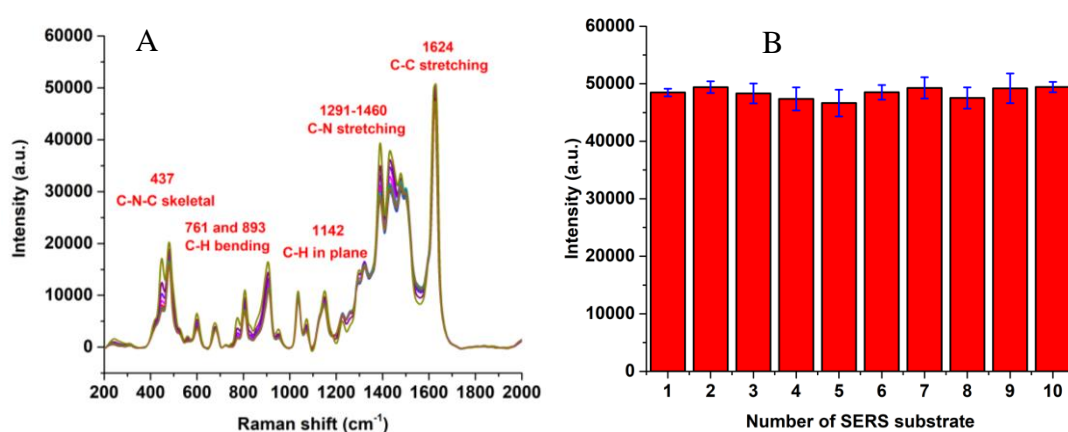 A
60000
50000
40000
30000
20000
10000
0
Intensity (a.u.)
1624
C-C stretching
1291-1460
C-N stretching
437
C-N-C skeletal
761 and 893
C-H bending
1142
C-H in plane
200 400 600 800 1000 1200 1400 1600 1800 2000
Raman shift (cm⁻¹)
B
60000
50000
40000
30000
20000
10000
0
Intensity (a.u.)
1 2 3 4 5 6 7 8 9 10
Number of SERS substrate